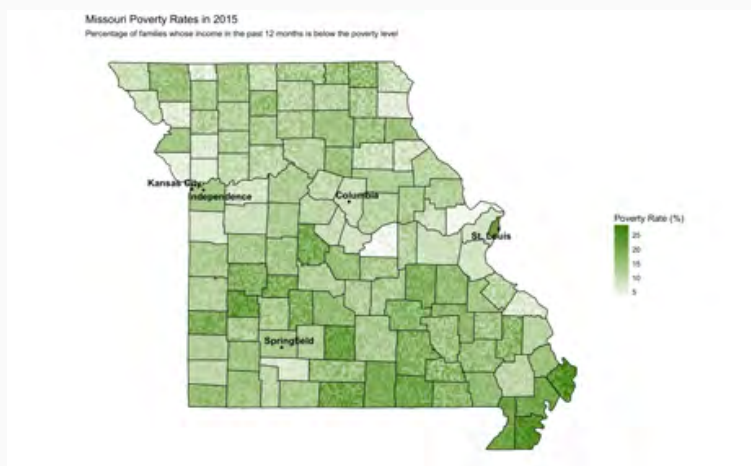 Missouri Poverty Rates in 2015
Percentage of families whose income in the past 12 months is below the poverty level
Kansas City
Independence
Columbia
St. Louis
Poverty Rate (%)
25
20
15
10
5
Springfield